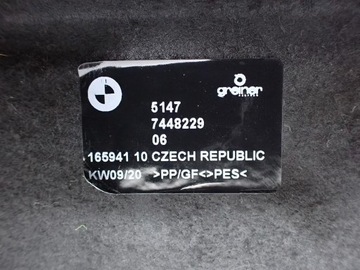 greiner
5147
7448229
06
165941 10 CZECH REPUBLIC
KW09/20 >PP/GF<>PES<